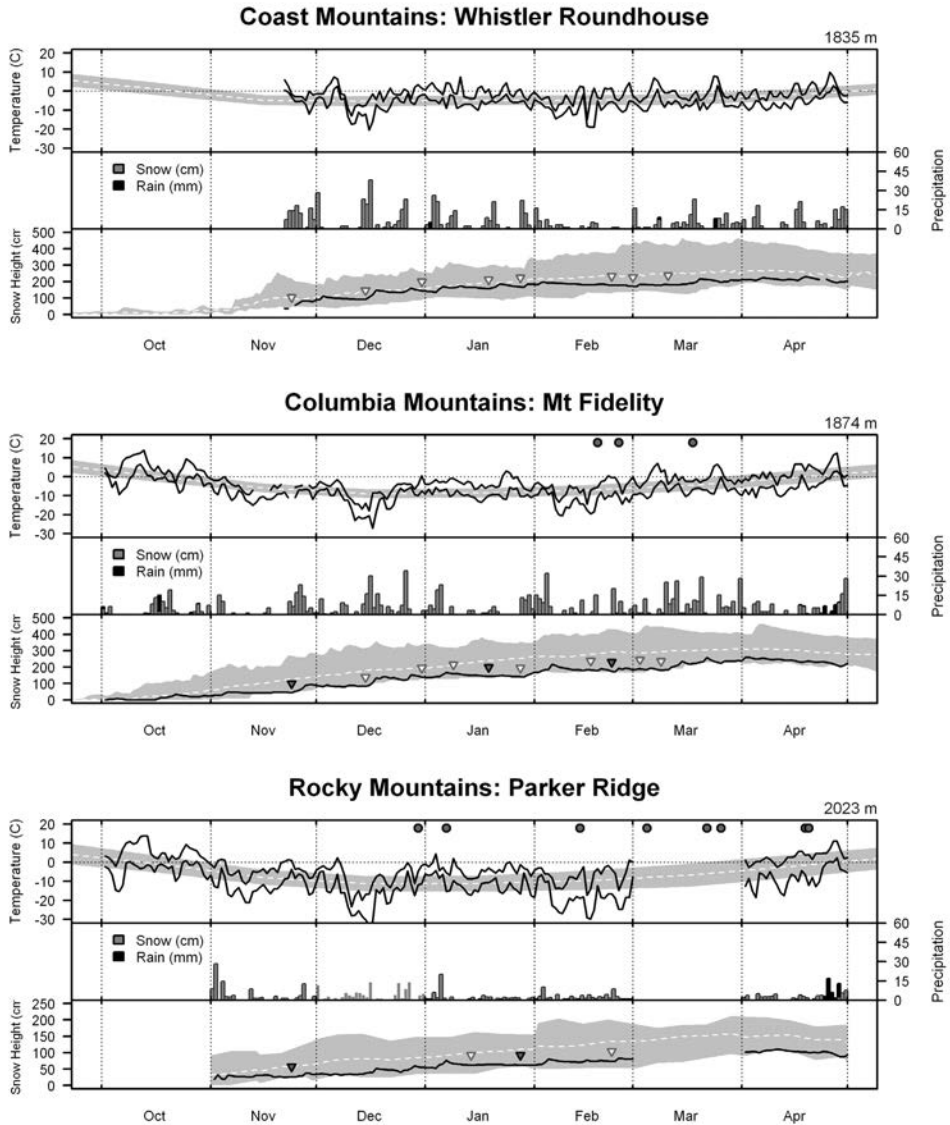 Coast Mountains: Whistler Roundhouse
1835 m
Temperature (C)
20
10
0
-10
-20
-30
Snow (cm)
Rain (mm)
60
45
30
15
0
Precipitation
Snow Height (cm
500
400
300
200
100
0
Oct Nov Dec Jan Feb Mar Apr
Columbia Mountains: Mt Fidelity
1874 m
Temperature (C)
20
10
0
-10
-20
-30
Snow (cm)
Rain (mm)
60
45
30
15
0
Precipitation
Snow Height (cm
500
400
300
200
100
0
Oct Nov Dec Jan Feb Mar Apr
Rocky Mountains: Parker Ridge
2023 m
Temperature (C)
20
10
0
-10
-20
-30
Snow (cm)
Rain (mm)
60
45
30
15
0
Precipitation
Snow Height (cm
250
200
150
100
50
0
Oct Nov Dec Jan Feb Mar Apr